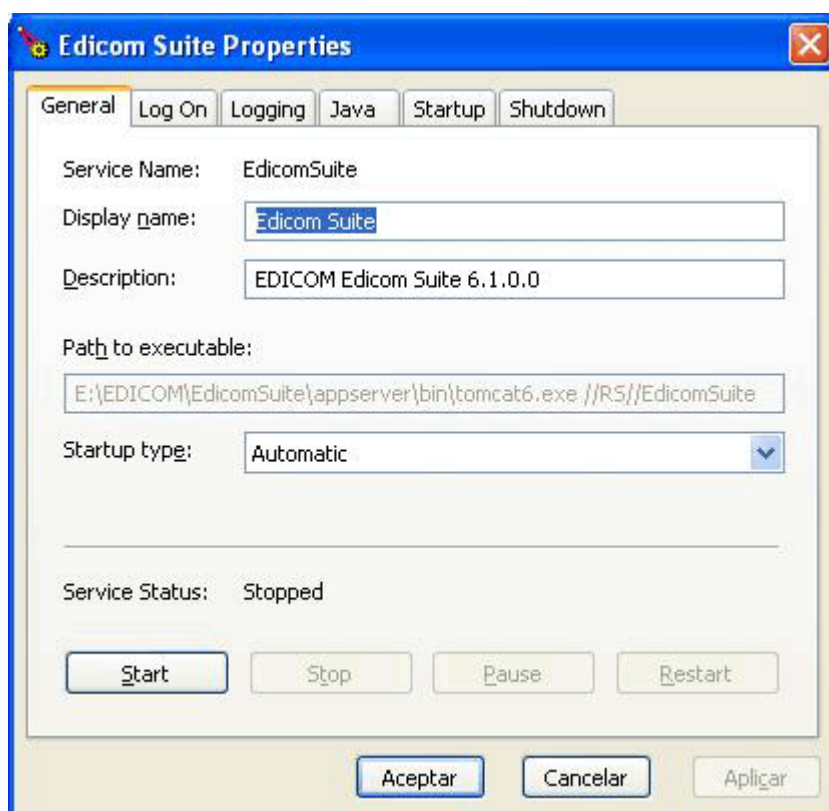 Edicom Suite Properties
General Log On Logging Java Startup Shutdown
Service Name: EdicomSuite
Display name: Edicom Suite
Description: EDICOM Edicom Suite 6.1.0.0
Path to executable:
E:\EDICOM\EdicomSuite\appserver\bin\tomcat6.exe //RS//EdicomSuite
Startup type: Automatic
Service Status: Stopped
Start Stop Pause Restart
Aceptar Cancelar Aplicar